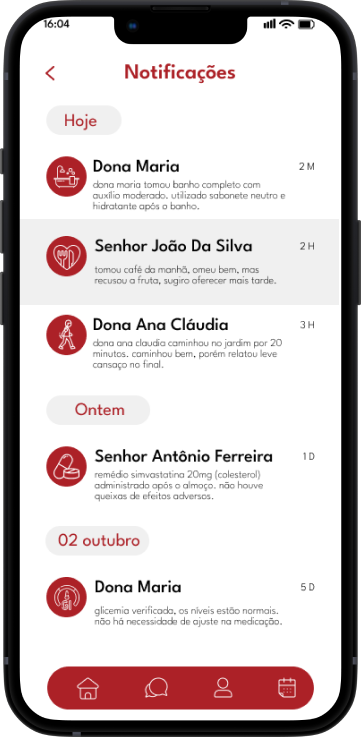 16:04
Notificações
Hoje
Dona Maria
2 M
dona maria tomou banho completo com
auxílio moderado. utilizado sabonete neutro e
hidratante após o banho.
Senhor João Da Silva
2 H
tomou café da manhã, omeu bem, mas
recusou a fruta, sugiro oferecer mais tarde.
Dona Ana Cláudia
3 H
dona ana claudia caminhou no jardim por 20
minutos. caminhou bem, porém relatou leve
cansaço no final.
Ontem
Senhor Antônio Ferreira
1 D
remédio simvastatina 20mg (colesterol)
administrado após o almoço. não houve
queixas de efeitos adversos.
02 outubro
Dona Maria
5 D
glicemia verificada, os níveis estão normais.
não há necessidade de ajuste na medicação.